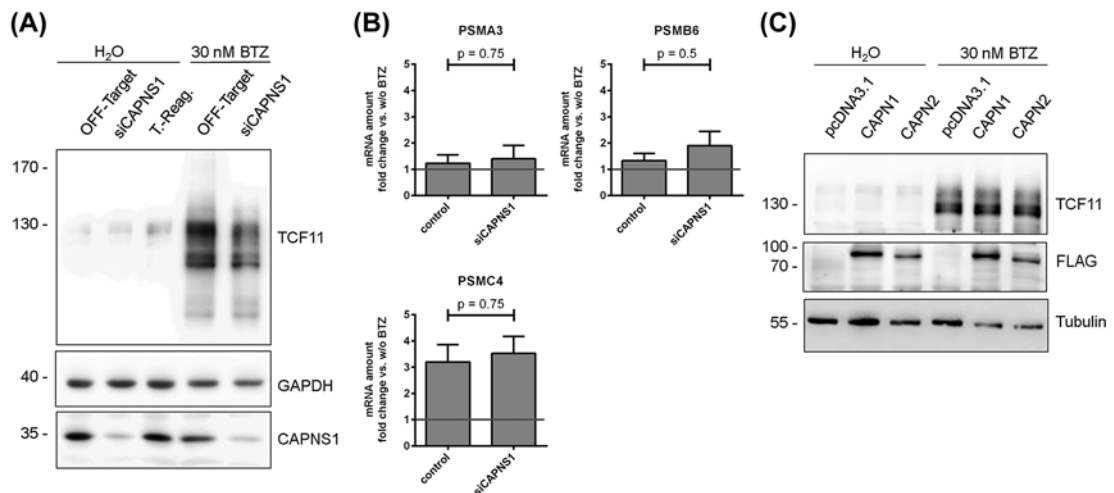 (A)
H₂O
30 nM BTZ
OFF-Target
siCAPNS1
T.-Reag.
OFF-Target
siCAPNS1
170 -
130 -
TCF11
40 -
GAPDH
35 -
CAPNS1
(B)
PSMA3
p = 0.75
mRNA amount
fold change vs. w/o BTZ
5
4
3
2
1
0
control
siCAPNS1
PSMB6
p = 0.5
mRNA amount
fold change vs. w/o BTZ
5
4
3
2
1
0
control
siCAPNS1
PSMC4
p = 0.75
mRNA amount
fold change vs. w/o BTZ
5
4
3
2
1
0
control
siCAPNS1
(C)
H₂O
30 nM BTZ
pcDNA3.1
CAPN1
CAPN2
pcDNA3.1
CAPN1
CAPN2
130 -
TCF11
100 -
70 -
FLAG
55 -
Tubulin